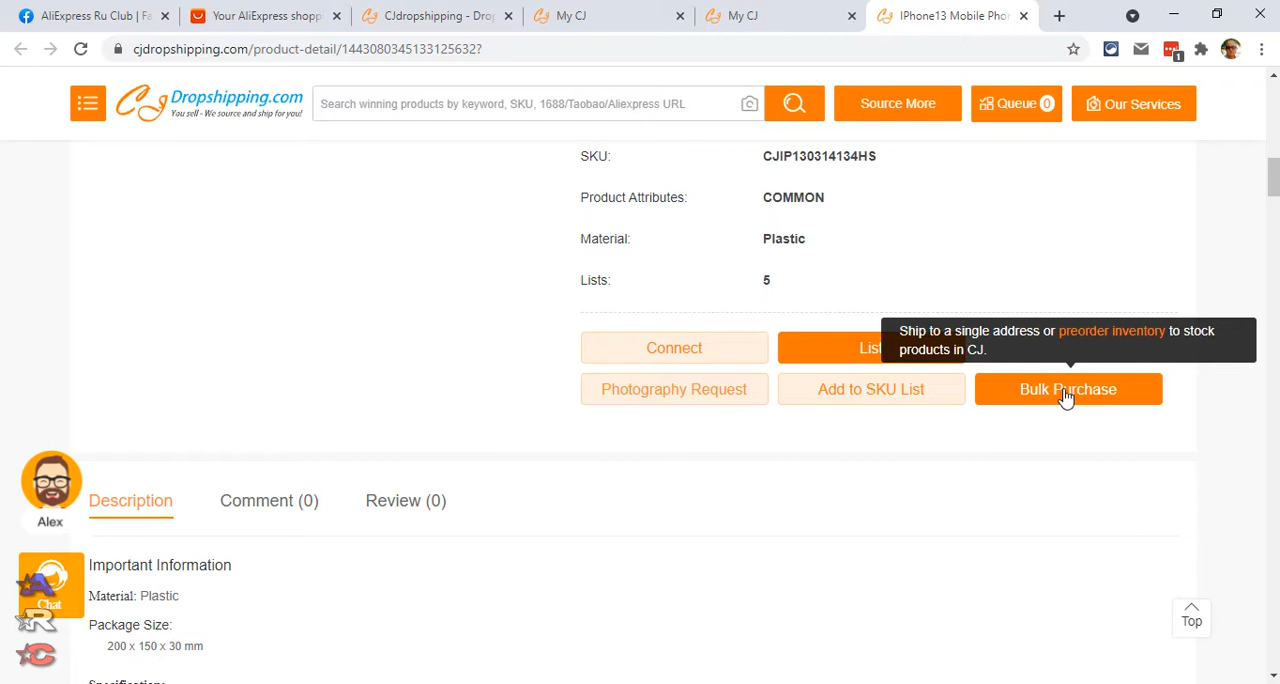 AliExpress Ru Club | Fa
Your AliExpress shopp
CJdropshipping - Drop
My CJ
My CJ
IPhone13 Mobile Phon
cjdropshipping.com/product-detail/1443080345133125632?
1
CJ
Dropshipping.com
You sell - We source and ship for you!
Search winning products by keyword, SKU, 1688/Taobao/Aliexpress URL
Source More
Queue 0
Our Services
SKU: CJIP130314134HS
Product Attributes: COMMON
Material: Plastic
Lists: 5
Ship to a single address or preorder inventory to stock
products in CJ.
Connect
List
Photography Request
Add to SKU List
Bulk Purchase
Alex
Description
Comment (0)
Review (0)
Important Information
Chat
Material: Plastic
Package Size:
200 x 150 x 30 mm
Top
Specification:
A
R
C